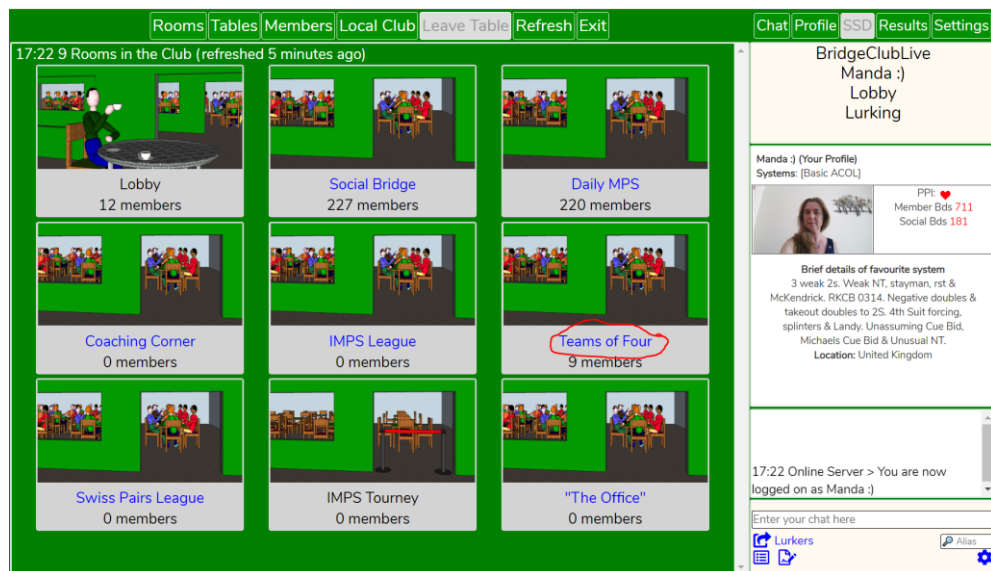 Rooms Tables Members Local Club Leave Table Refresh Exit
Chat Profile SSD Results Settings
17:22 9 Rooms in the Club (refreshed 5 minutes ago)
Lobby
12 members
Social Bridge
227 members
Daily MPS
220 members
Coaching Corner
0 members
IMPS League
0 members
Teams of Four
9 members
Swiss Pairs League
0 members
IMPS Tourney
0 members
"The Office"
0 members
BridgeClubLive
Manda :)
Lobby
Lurking
Manda :) (Your Profile)
Systems: [Basic ACOL]
PPI:
Member Bds 711
Social Bds 181
Brief details of favourite system
3 weak 2s. Weak NT, stayman, rst &
McKendrick. RKCB 0314. Negative doubles &
takeout doubles to 2S. 4th Suit forcing,
splinters & Landy. Unassuming Cue Bid,
Michaels Cue Bid & Unusual NT.
Location: United Kingdom
17:22 Online Server > You are now
logged on as Manda :)
Enter your chat here
Lurkers
Alias